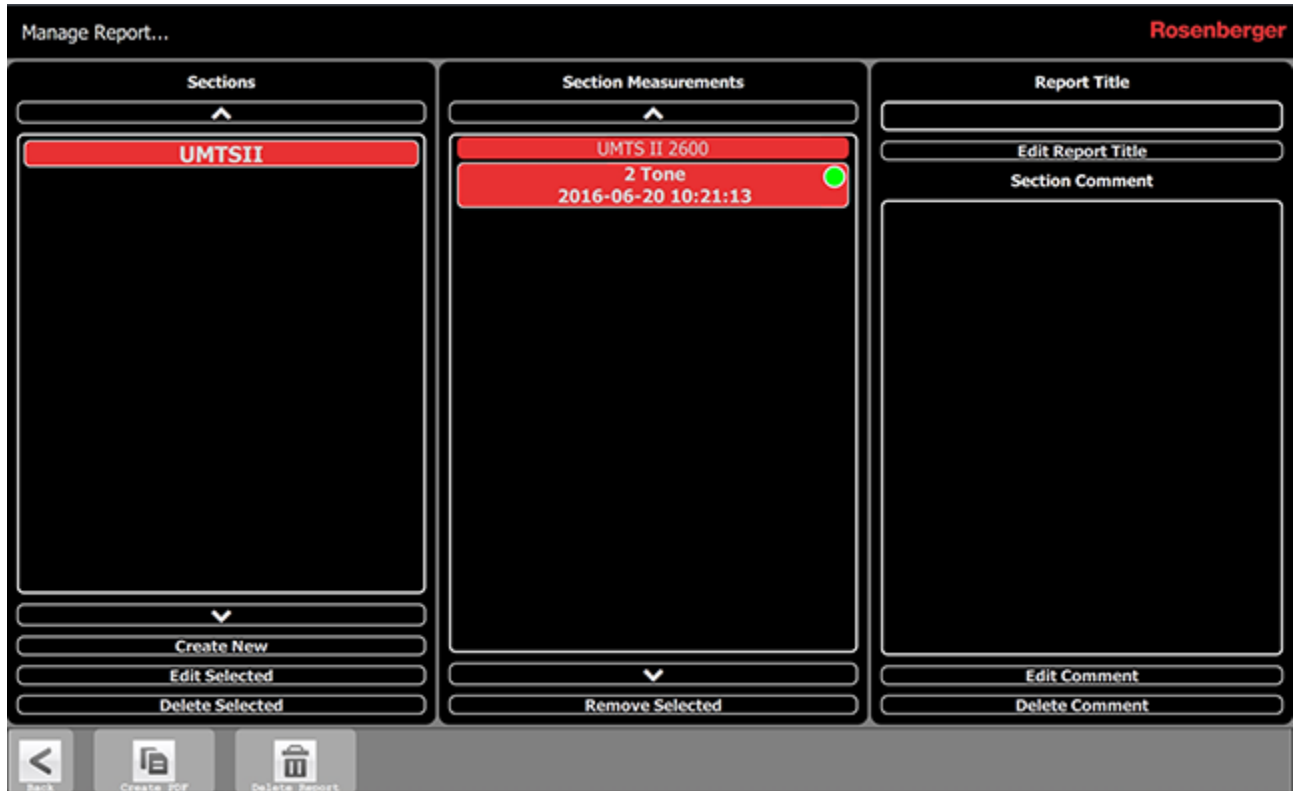 Manage Report...
Rosenberger
Sections
UMTSII
Create New
Edit Selected
Delete Selected
Section Measurements
UMTS II 2600
2 Tone
2016-06-20 10:21:13
Remove Selected
Report Title
Edit Report Title
Section Comment
Edit Comment
Delete Comment
Back
Create PDF
Delete Report